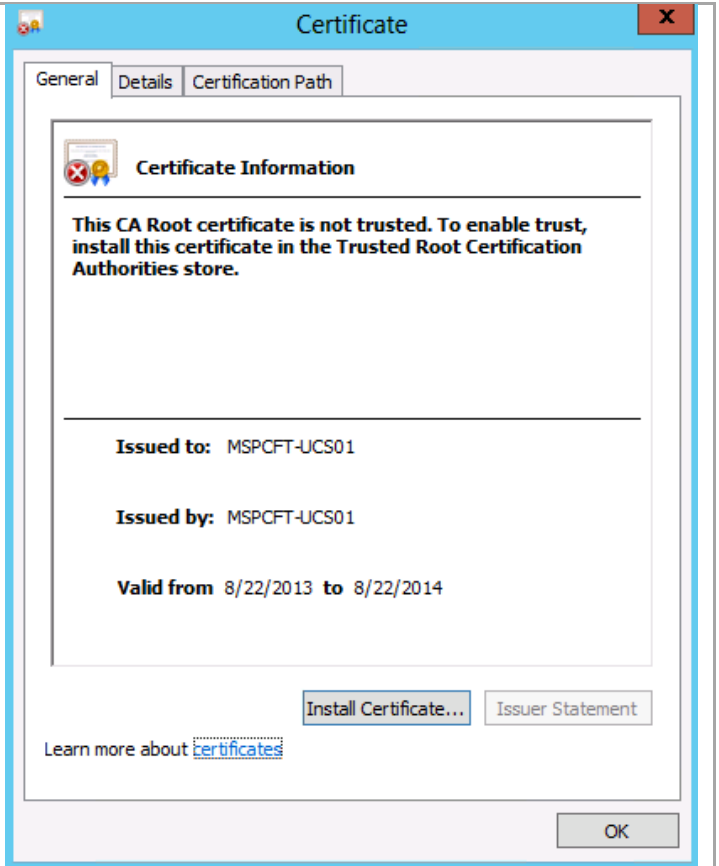 Certificate
x
General Details Certification Path
Certificate Information
This CA Root certificate is not trusted. To enable trust,
install this certificate in the Trusted Root Certification
Authorities store.
Issued to: MSPCFT-UCS01
Issued by: MSPCFT-UCS01
Valid from 8/22/2013 to 8/22/2014
Install Certificate... Issuer Statement
Learn more about certificates
OK